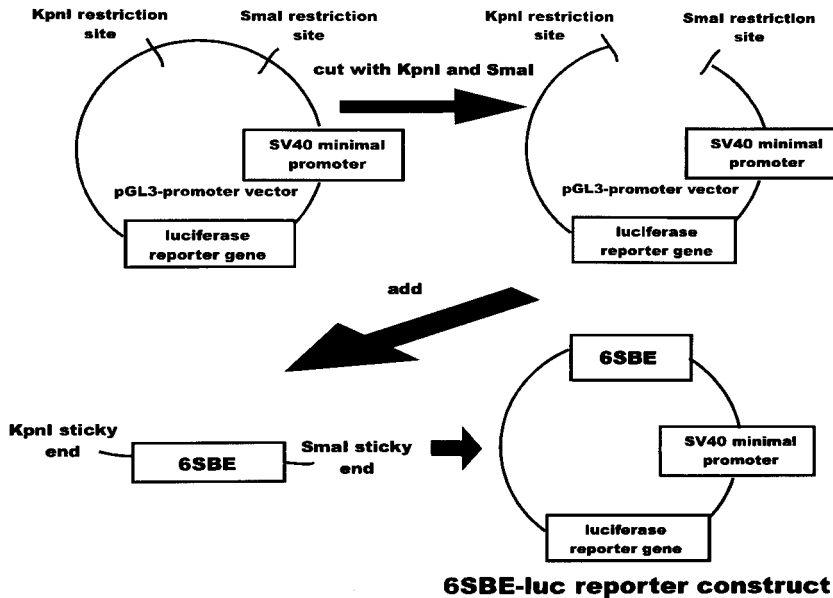 KpnI restriction
site
SmaI restriction
site
cut with KpnI and SmaI
KpnI restriction
site
SmaI restriction
site
SV40 minimal
promoter
pGL3-promoter vector
luciferase
reporter gene
SV40 minimal
promoter
pGL3-promoter vector
luciferase
reporter gene
add
6SBE
KpnI sticky
end
6SBE
SmaI sticky
end
SV40 minimal
promoter
luciferase
reporter gene
6SBE-luc reporter construct